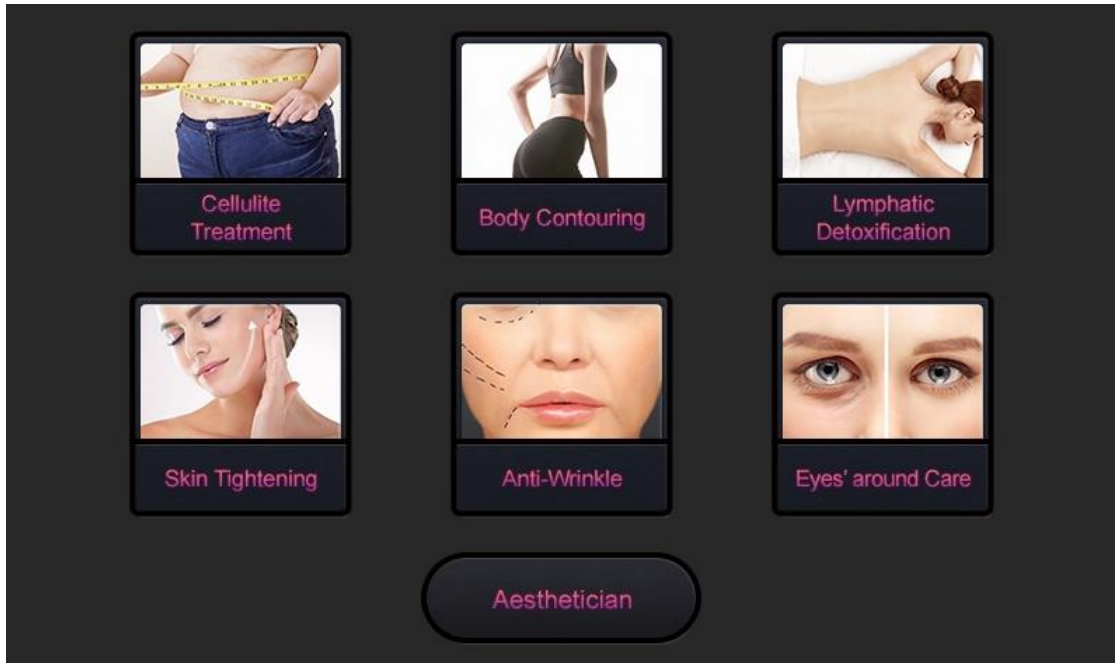 Cellulite
Treatment
Body Contouring
Lymphatic
Detoxification
Skin Tightening
Anti-Wrinkle
Eyes' around Care
Aesthetician